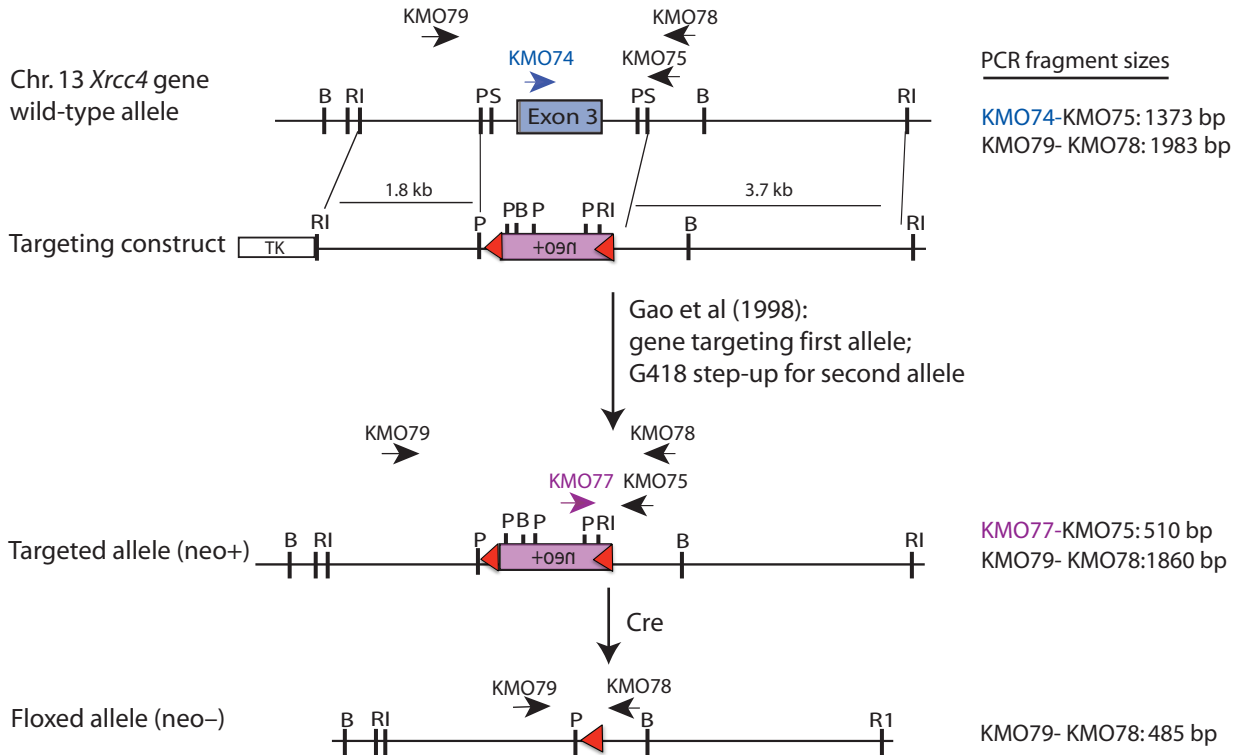 KMO79
KMO78
KMO74
KMO75
PCR fragment sizes
Chr. 13 Xrcc4 gene
wild-type allele
B RI PS Exon 3 PS B RI
KMO74-KMO75: 1373 bp
KMO79- KMO78: 1983 bp
1.8 kb
3.7 kb
RI P P B P P RI B RI
Targeting construct
TK
neo+
Gao et al (1998):
gene targeting first allele;
G418 step-up for second allele
KMO79
KMO78
KMO77
KMO75
Targeted allele (neo+)
B RI P P B P P RI B RI
neo+
KMO77-KMO75: 510 bp
KMO79- KMO78:1860 bp
Cre
KMO79
KMO78
Floxed allele (neo–)
B RI P B R1
KMO79- KMO78: 485 bp